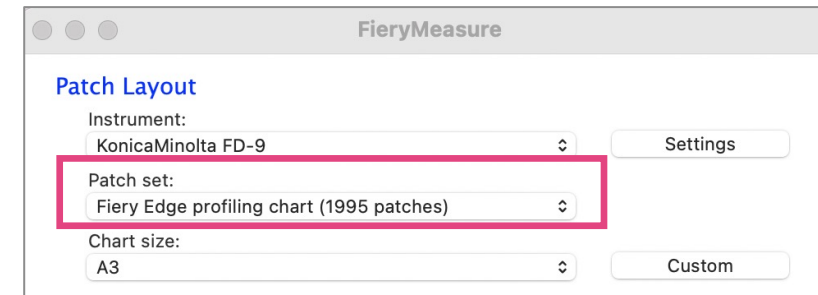 FieryMeasure
Patch Layout
Instrument:
KonicaMinolta FD-9
Settings
Patch set:
Fiery Edge profiling chart (1995 patches)
Chart size:
A3
Custom